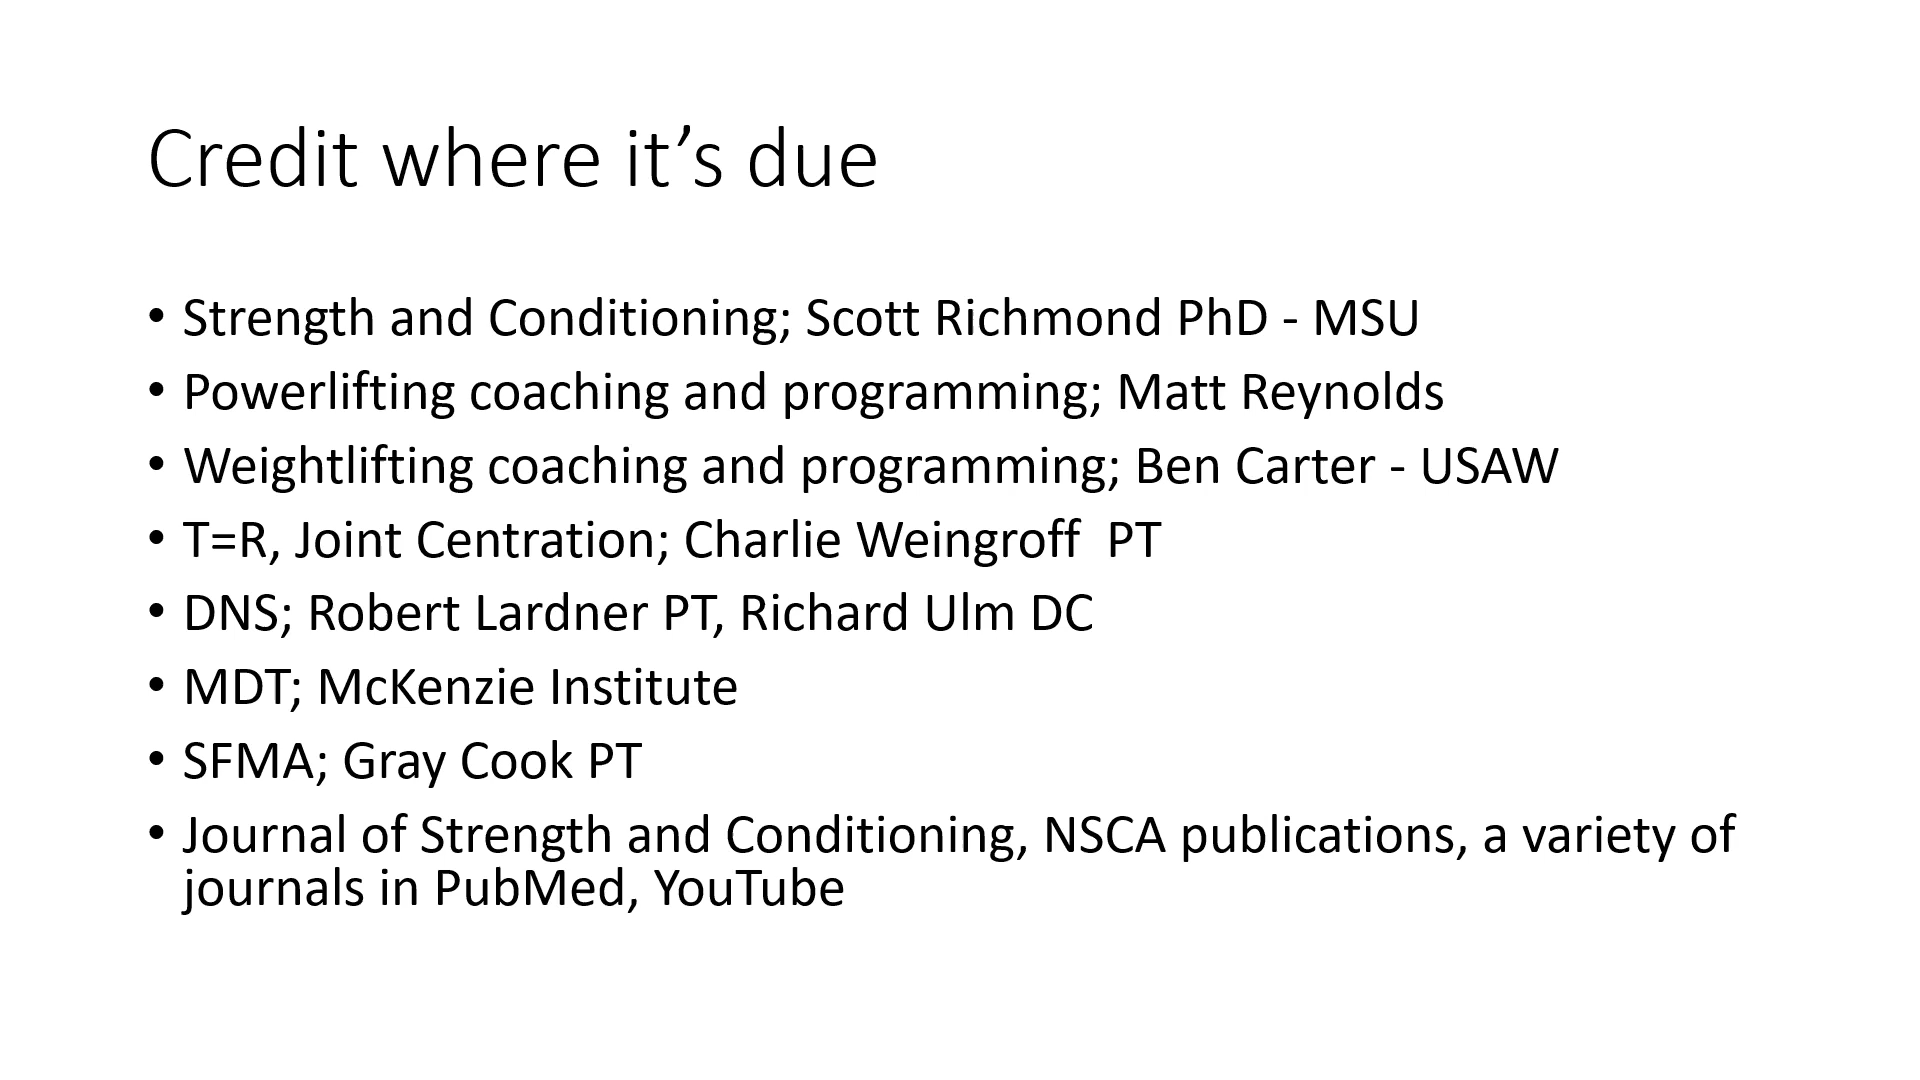 Credit where it’s due
• Strength and Conditioning; Scott Richmond PhD - MSU
• Powerlifting coaching and programming; Matt Reynolds
• Weightlifting coaching and programming; Ben Carter - USAW
• T=R, Joint Centration; Charlie Weingroff  PT
• DNS; Robert Lardner PT, Richard Ulm DC
• MDT; McKenzie Institute
• SFMA; Gray Cook PT
• Journal of Strength and Conditioning, NSCA publications, a variety of
journals in PubMed, YouTube